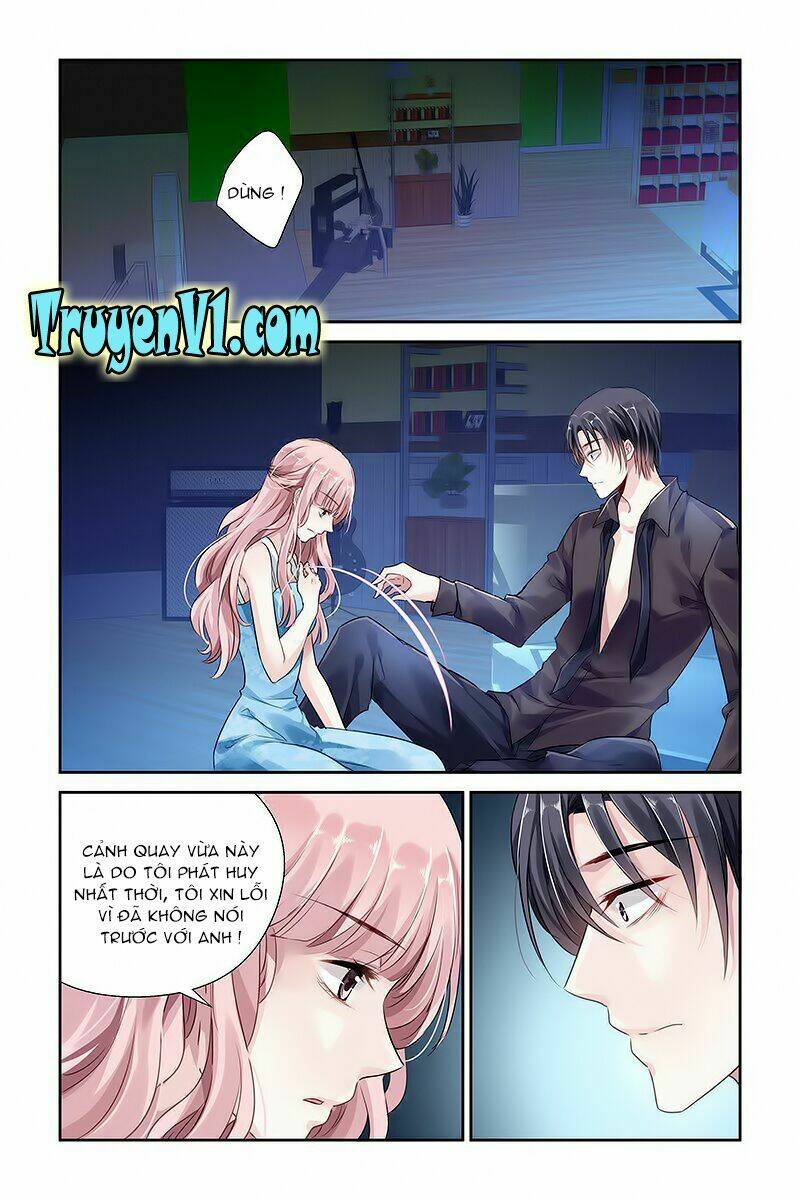 DỪNG !
TruyenV1.com
CẢNH QUAY VỪA NÀY
LÀ DO TÔI PHÁT HUY
NHẤT THỜI, TÔI XIN LỖI
VÌ ĐÃ KHÔNG NÓI
TRƯỚC VỚI ANH !